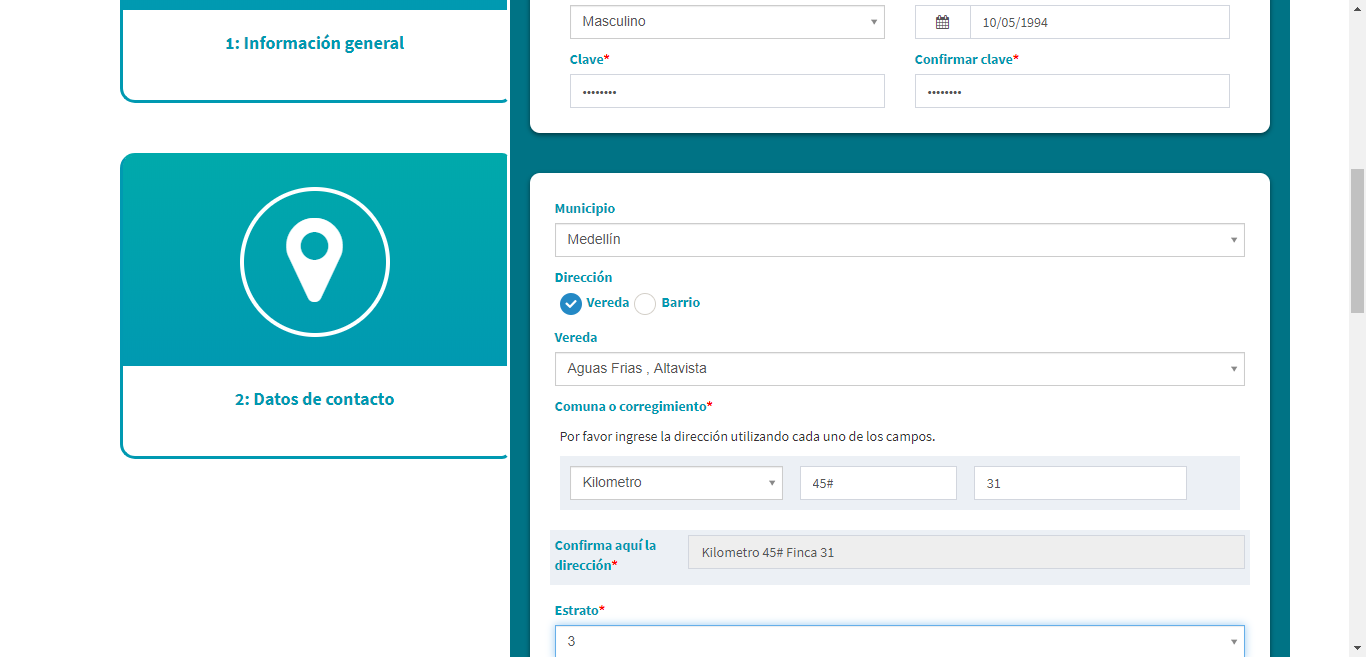 1: Información general
Masculino
10/05/1994
Clave*
Confirmar clave*
••••••••
••••••••
2: Datos de contacto
Municipio
Medellín
Dirección
Vereda
Barrio
Vereda
Aguas Frias , Altavista
Comuna o corregimiento*
Por favor ingrese la dirección utilizando cada uno de los campos.
Kilometro
45#
31
Confirma aquí la
dirección*
Kilometro 45# Finca 31
Estrato*
3